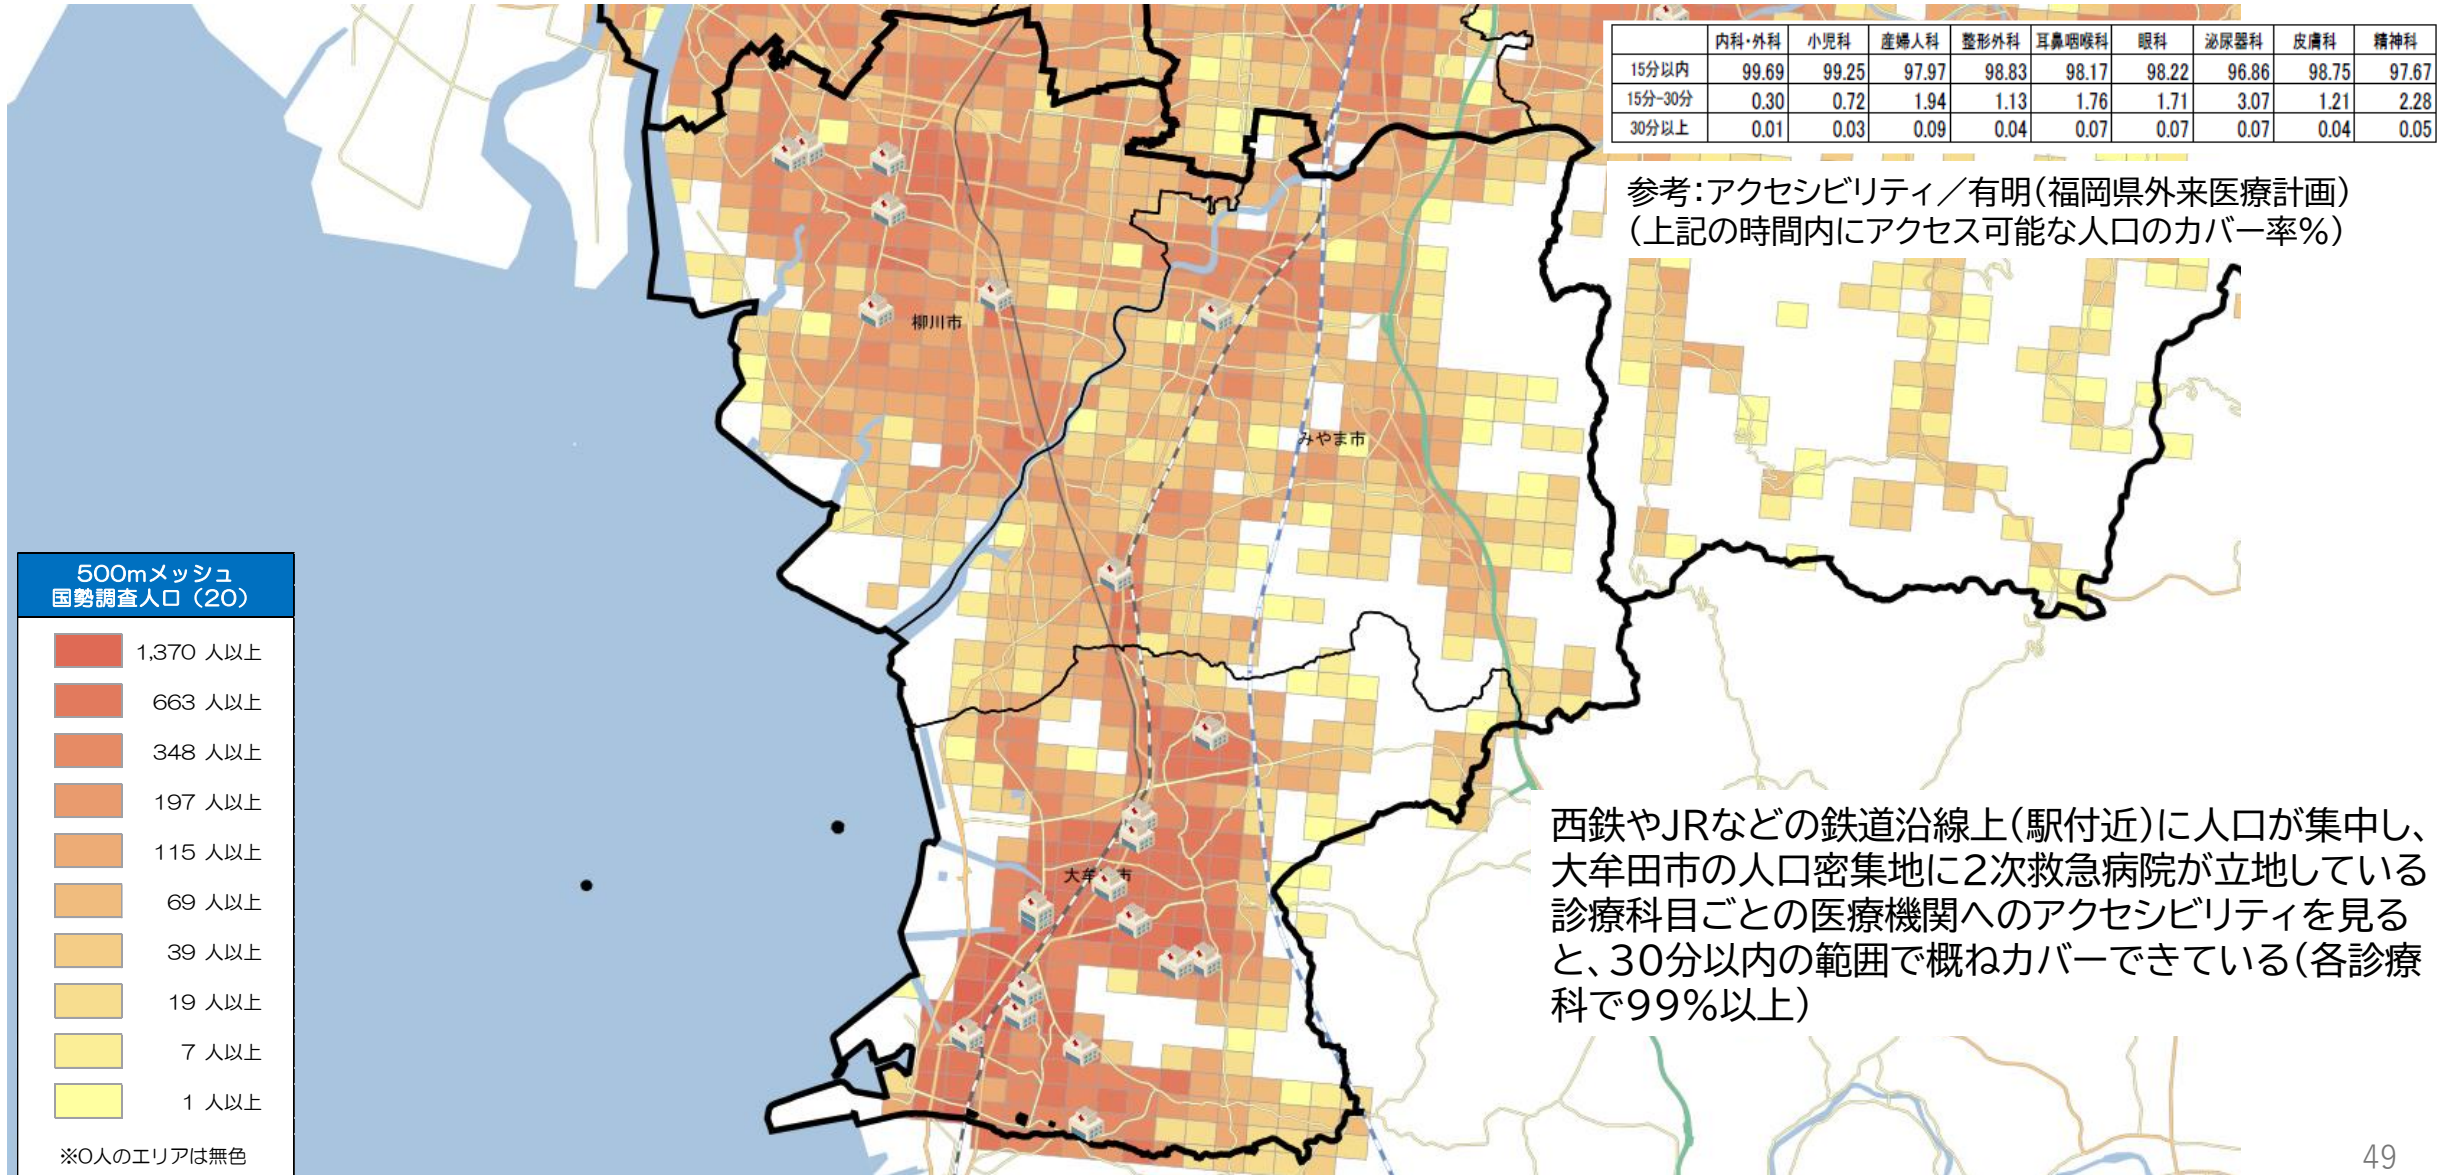 内科・外科 小児科 産婦人科 整形外科 耳鼻咽喉科 眼科 泌尿器科 皮膚科 精神科
15分以内 99.69 99.25 97.97 98.83 98.17 98.22 96.86 98.75 97.67
15分-30分 0.30 0.72 1.94 1.13 1.76 1.71 3.07 1.21 2.28
30分以上 0.01 0.03 0.09 0.04 0.07 0.07 0.07 0.04 0.05
参考：アクセシビリティ／有明（福岡県外来医療計画）
（上記の時間内にアクセス可能な人口のカバー率％）
柳川市
みやま市
500mメッシュ
国勢調査人口（20）
1,370 人以上
663 人以上
348 人以上
197 人以上
115 人以上
69 人以上
39 人以上
19 人以上
7 人以上
1 人以上
※0人のエリアは無色
大牟 市
西鉄やJRなどの鉄道沿線上（駅付近）に人口が集中し、
大牟田市の人口密集地に2次救急病院が立地している
診療科目ごとの医療機関へのアクセシビリティを見る
と、30分以内の範囲で概ねカバーできている（各診療
科で99％以上）
49